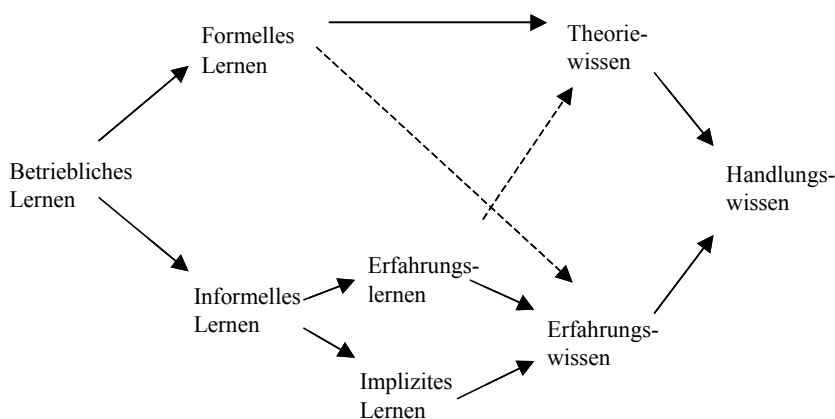 Formelles
Lernen
Theorie-
wissen
Betriebliches
Lernen
Handlungs-
wissen
Informelles
Lernen
Erfahrungs-
lernen
Erfahrungs-
wissen
Implizites
Lernen